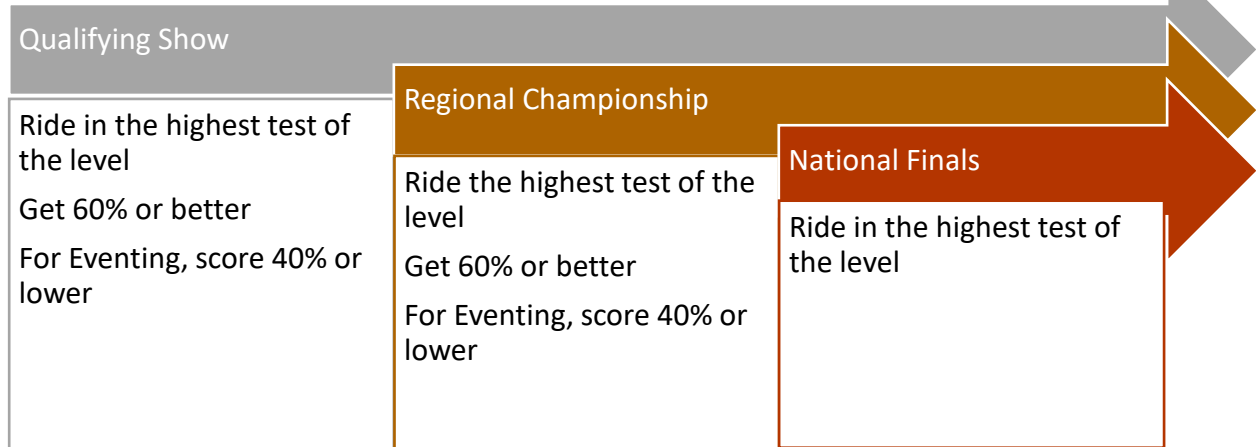 Qualifying Show
Ride in the highest test of
the level
Get 60% or better
For Eventing, score 40% or
lower
Regional Championship
Ride the highest test of the
level
Get 60% or better
For Eventing, score 40% or
lower
National Finals
Ride in the highest test of
the level